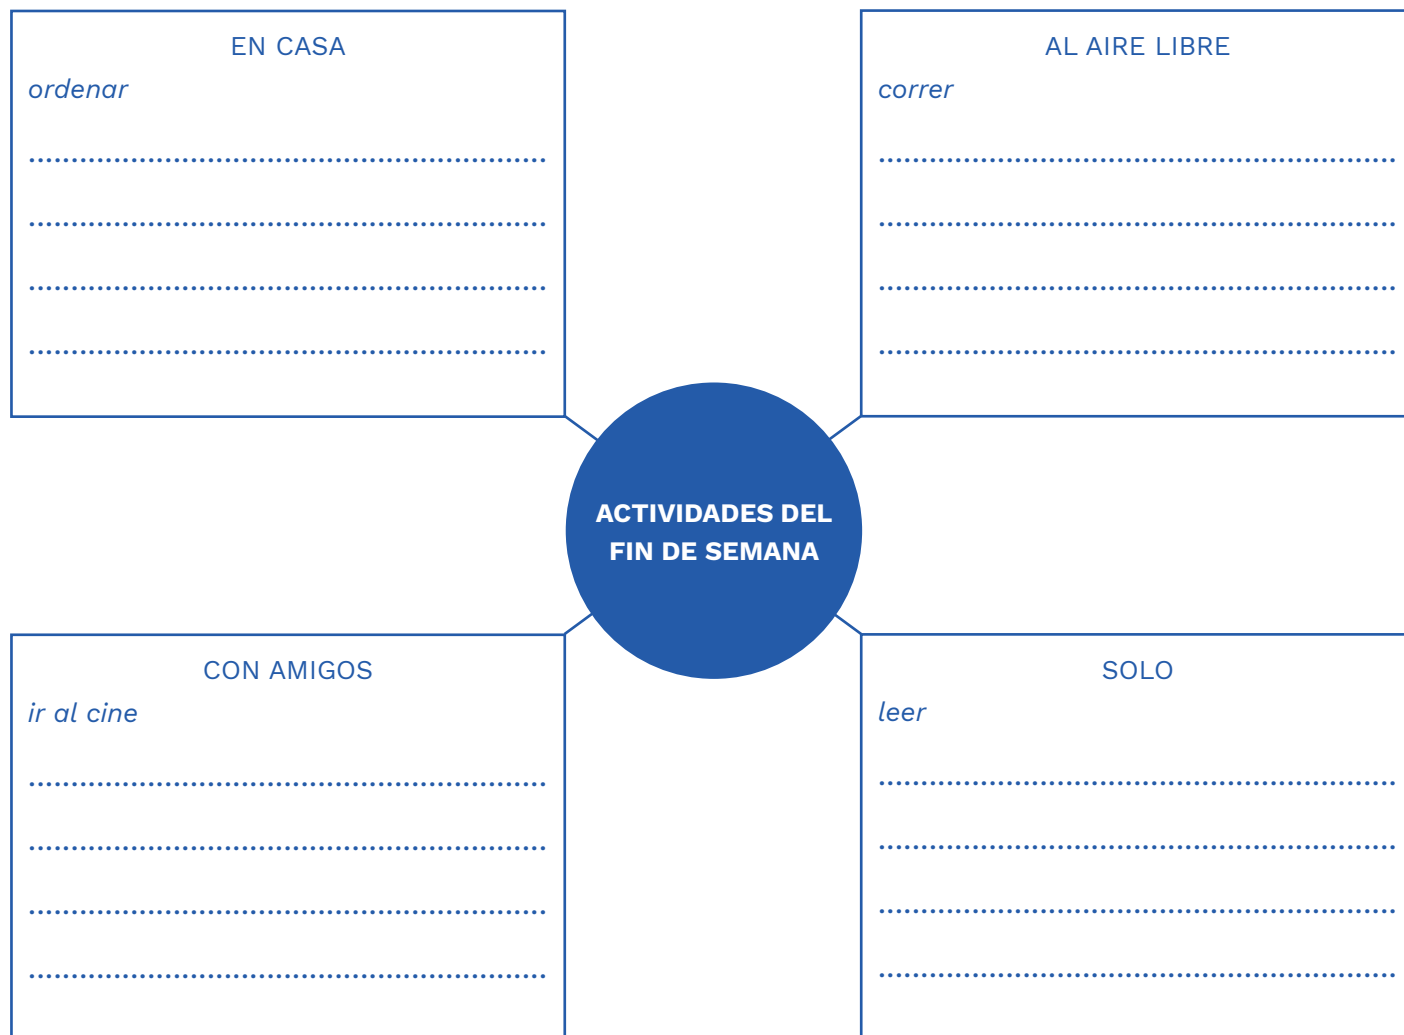 EN CASA
ordenar
AL AIRE LIBRE
correr
ACTIVIDADES DEL
FIN DE SEMANA
CON AMIGOS
ir al cine
SOLO
leer